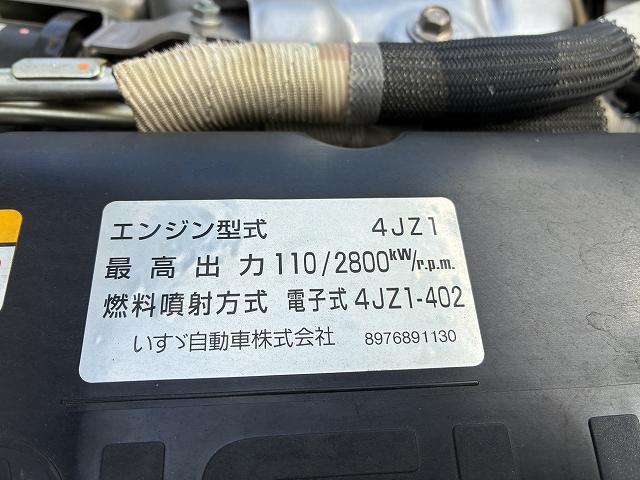 エンジン型式 4JZ1
最高出力 110/2800kW/r.p.m.
燃料噴射方式 電子式 4JZ1-402
いすゞ自動車株式会社 8976891130